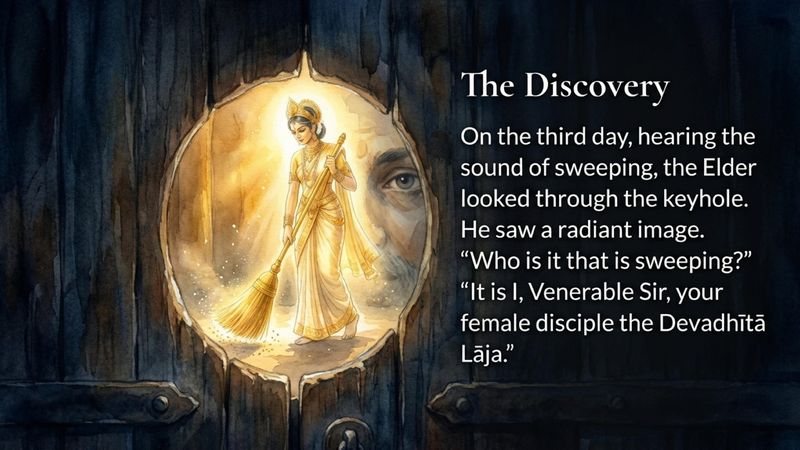 The Discovery
On the third day, hearing the
sound of sweeping, the Elder
looked through the keyhole.
He saw a radiant image.
“Who is it that is sweeping?”
“It is I, Venerable Sir, your
female disciple the Devadhītā
Lāja.”